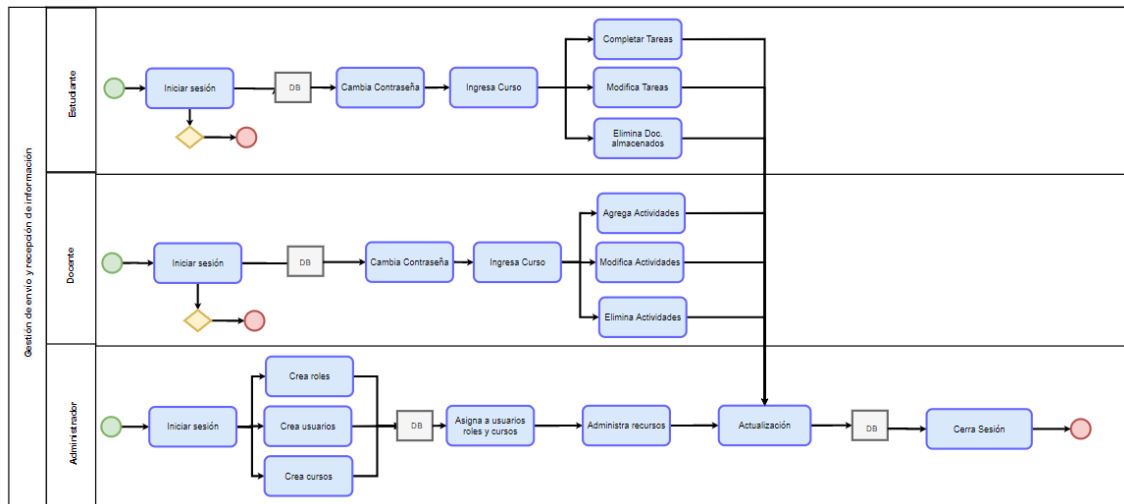 Gestión de envío y recepción de información
Estudiante
Iniciar sesión
DB
Cambia Contraseña
Ingresa Curso
Completar Tareas
Modifica Tareas
Elimina Doc.
almacenados
Docente
Iniciar sesión
DB
Cambia Contraseña
Ingresa Curso
Agrega Actividades
Modifica Actividades
Elimina Actividades
Administrador
Iniciar sesión
Crea roles
Crea usuarios
Crea cursos
DB
Asigna a usuarios
roles y cursos
Administra recursos
Actualización
DB
Cerra Sesión